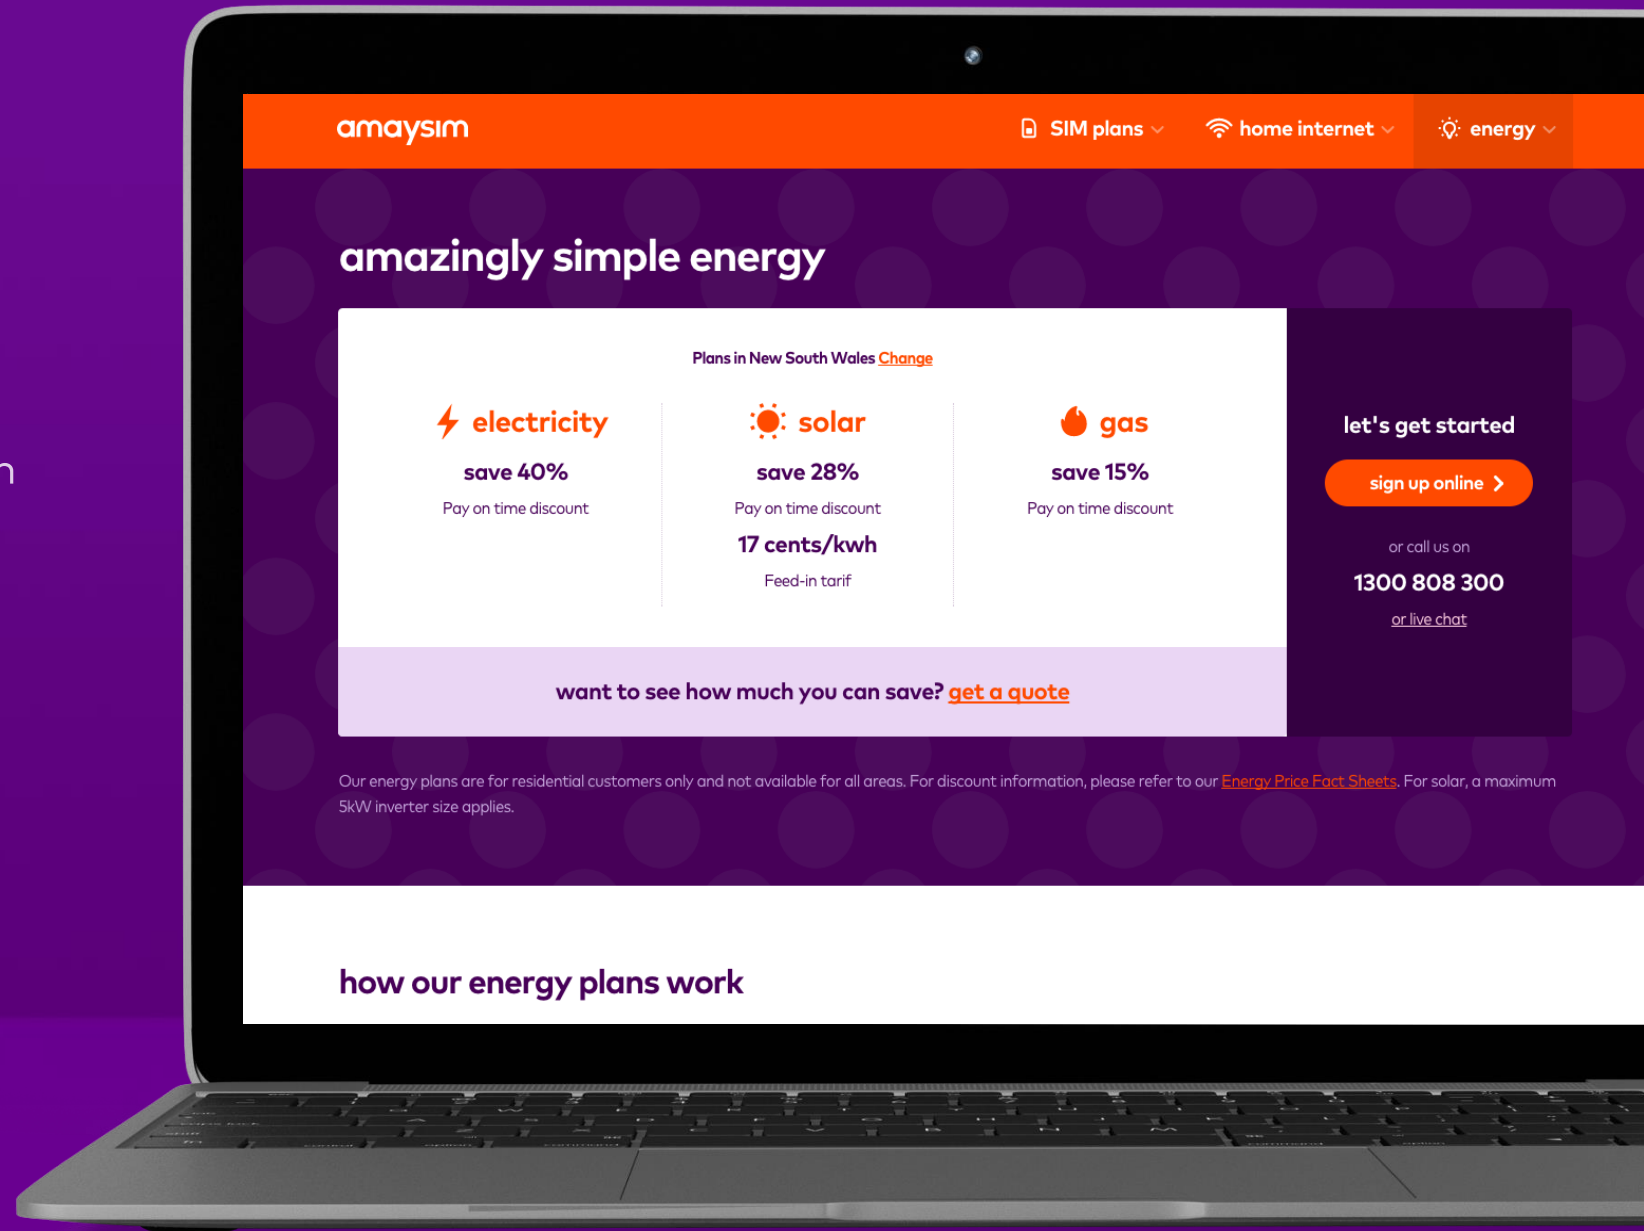 amaysim
SIM plans
home internet
energy
amazingly simple energy
Plans in New South Wales Change
electricity
save 40%
Pay on time discount
solar
save 28%
Pay on time discount
17 cents/kwh
Feed-in tarif
gas
save 15%
Pay on time discount
let's get started
sign up online
or call us on
1300 808 300
or live chat
want to see how much you can save? get a quote
Our energy plans are for residential customers only and not available for all areas. For discount information, please refer to our Energy Price Fact Sheets. For solar, a maximum
5kW inverter size applies.
how our energy plans work